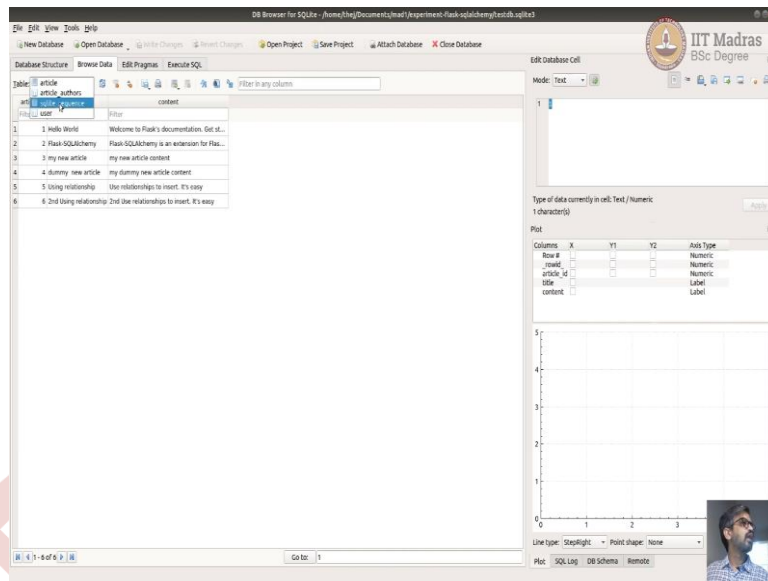 DB Browser for SQLite - /home/thej/Documents/mad1/experiment-flask-sqlalchemy/testdb.sqlite3
File Edit View Tools Help
New Database Open Database Write Changes Revert Changes Open Project Save Project Attach Database Close Database
IIT Madras
BSc Degree
Database Structure Browse Data Edit Pragmas Execute SQL
Edit Database Cell
Table: article Filter in any column
Mode: Text
article_authors
sqlite_sequence
user
content
Filter
1 1 Hello World Welcome to Flask's documentation. Get st...
2 2 Flask-SQLAlchemy Flask-SQLAlchemy is an extension for Flas...
3 3 my new article my new article content
4 4 dummy new article my dummy new article content
5 5 Using relationship Use relationships to insert. It's easy
6 6 2nd Using relationship 2nd Use relationships to insert. It's easy
1
Type of data currently in cell: Text / Numeric
1 character(s)
Apply
Plot
Columns X Y1 Y2 Axis Type
Row # Numeric
_rowid_ Numeric
article_id Numeric
title Label
content Label
5
4
3
2
1
0
0 1 2 3
Line type: StepRight Point shape: None
1 - 6 of 6 Go to: 1
Plot SQL Log DB Schema Remote